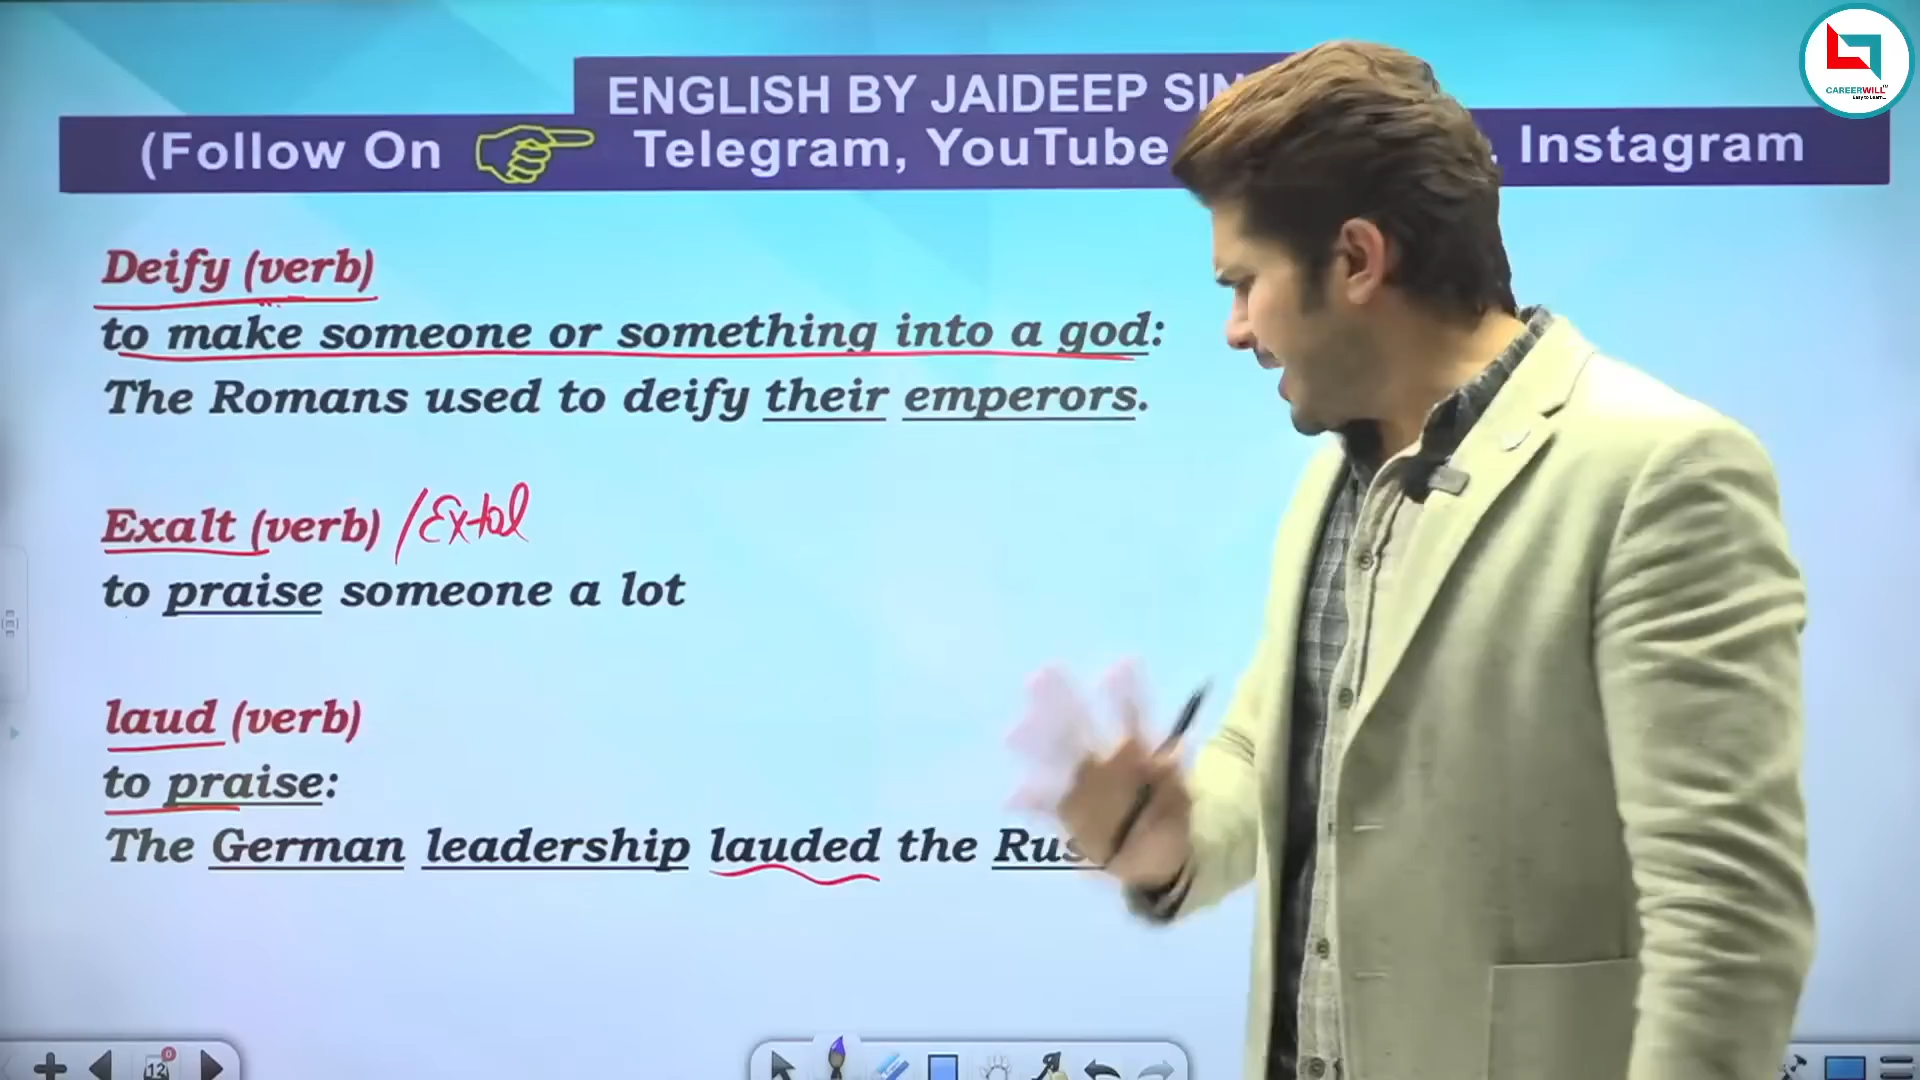 ENGLISH BY JAIDEEP
(Follow On Telegram, YouTube Instagram
CAREERWILL
Deify (verb)
to make someone or something into a god:
The Romans used to deify their emperors.
Exalt (verb) / Extol
to praise someone a lot
laud (verb)
to praise:
The German leadership lauded the
12
0